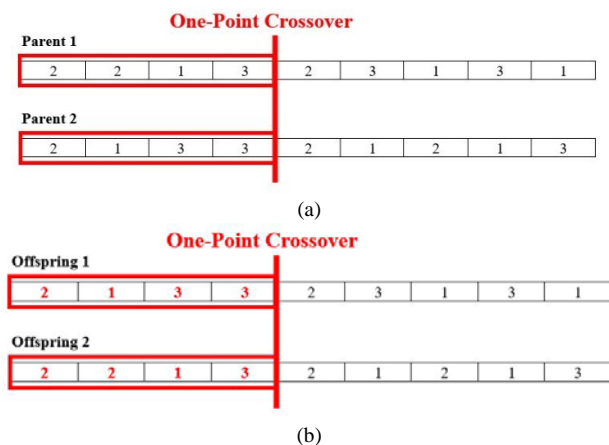 One-Point Crossover
Parent 1
2 2 1 3 2 3 1 3 1
Parent 2
2 1 3 3 2 1 2 1 3
(a)
One-Point Crossover
Offspring 1
2 1 3 3 2 3 1 3 1
Offspring 2
2 2 1 3 2 1 2 1 3
(b)